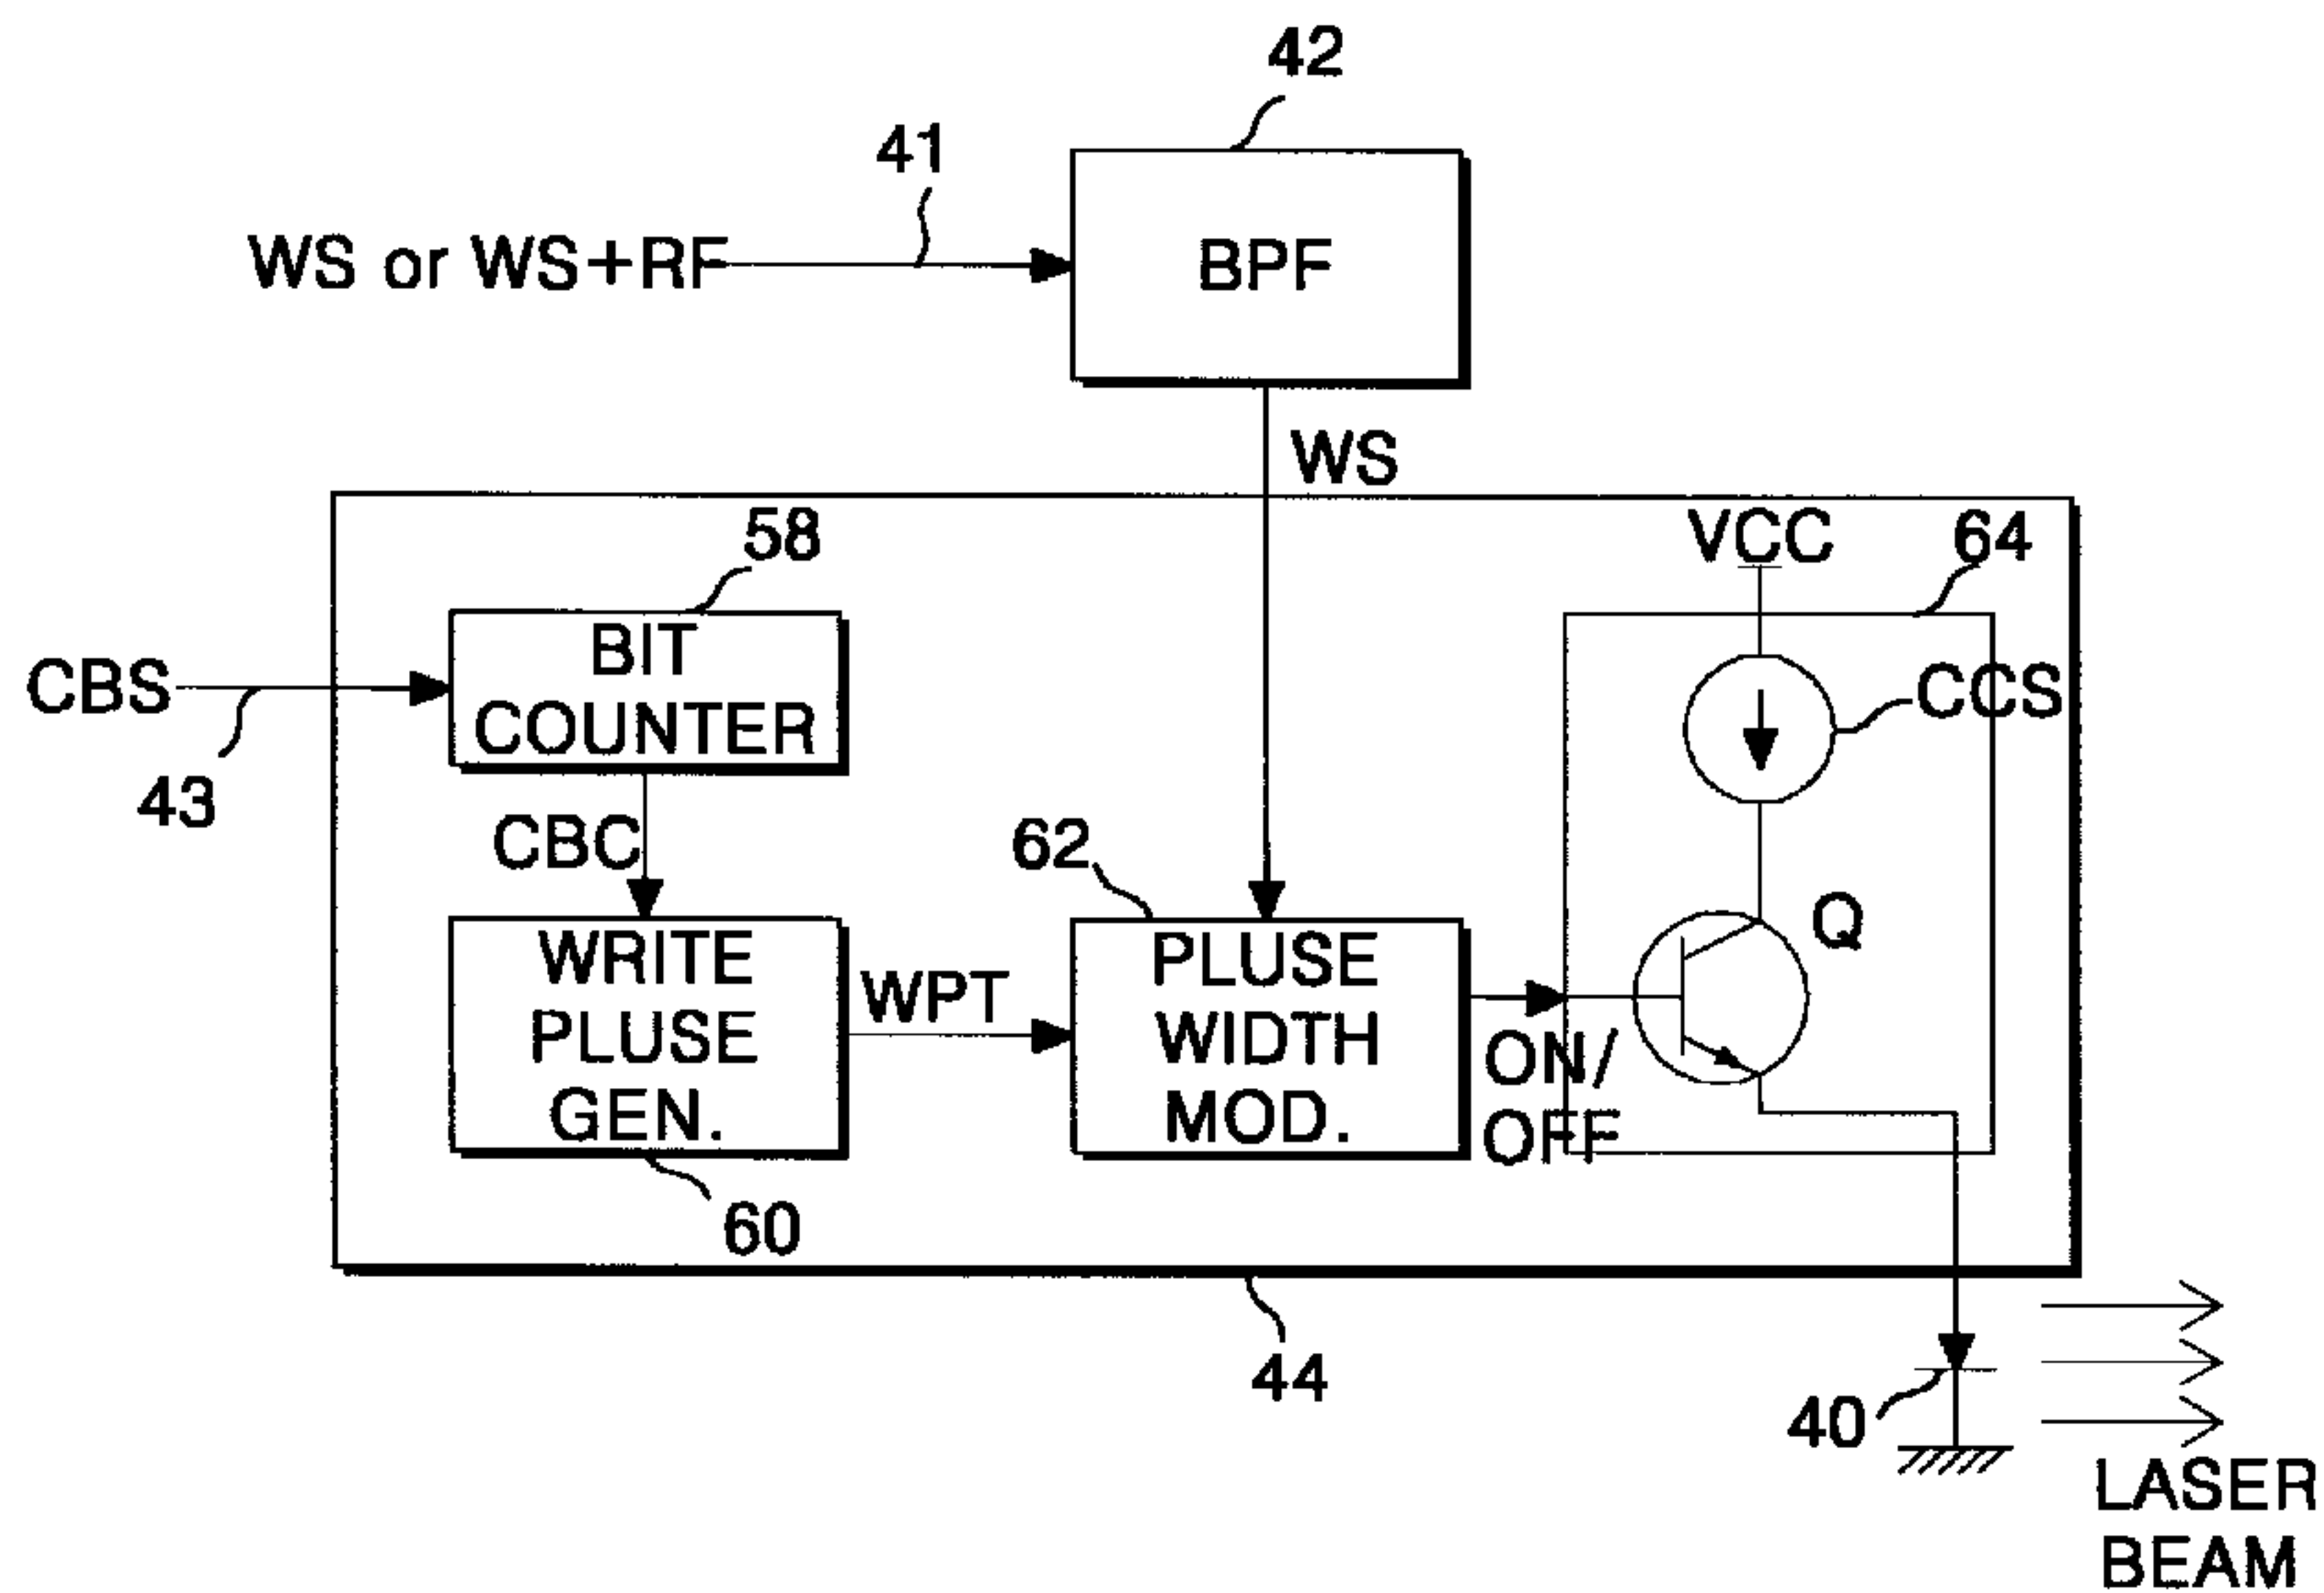 42
41
WS or WS+RF
BPF
WS
58
VCC
64
BIT
COUNTER
CBS
CCS
43
CBC
62
Q
WRITE
PLUSE
GEN.
WPT
PLUSE
WIDTH
MOD.
ON/
OFF
60
44
40
LASER
BEAM